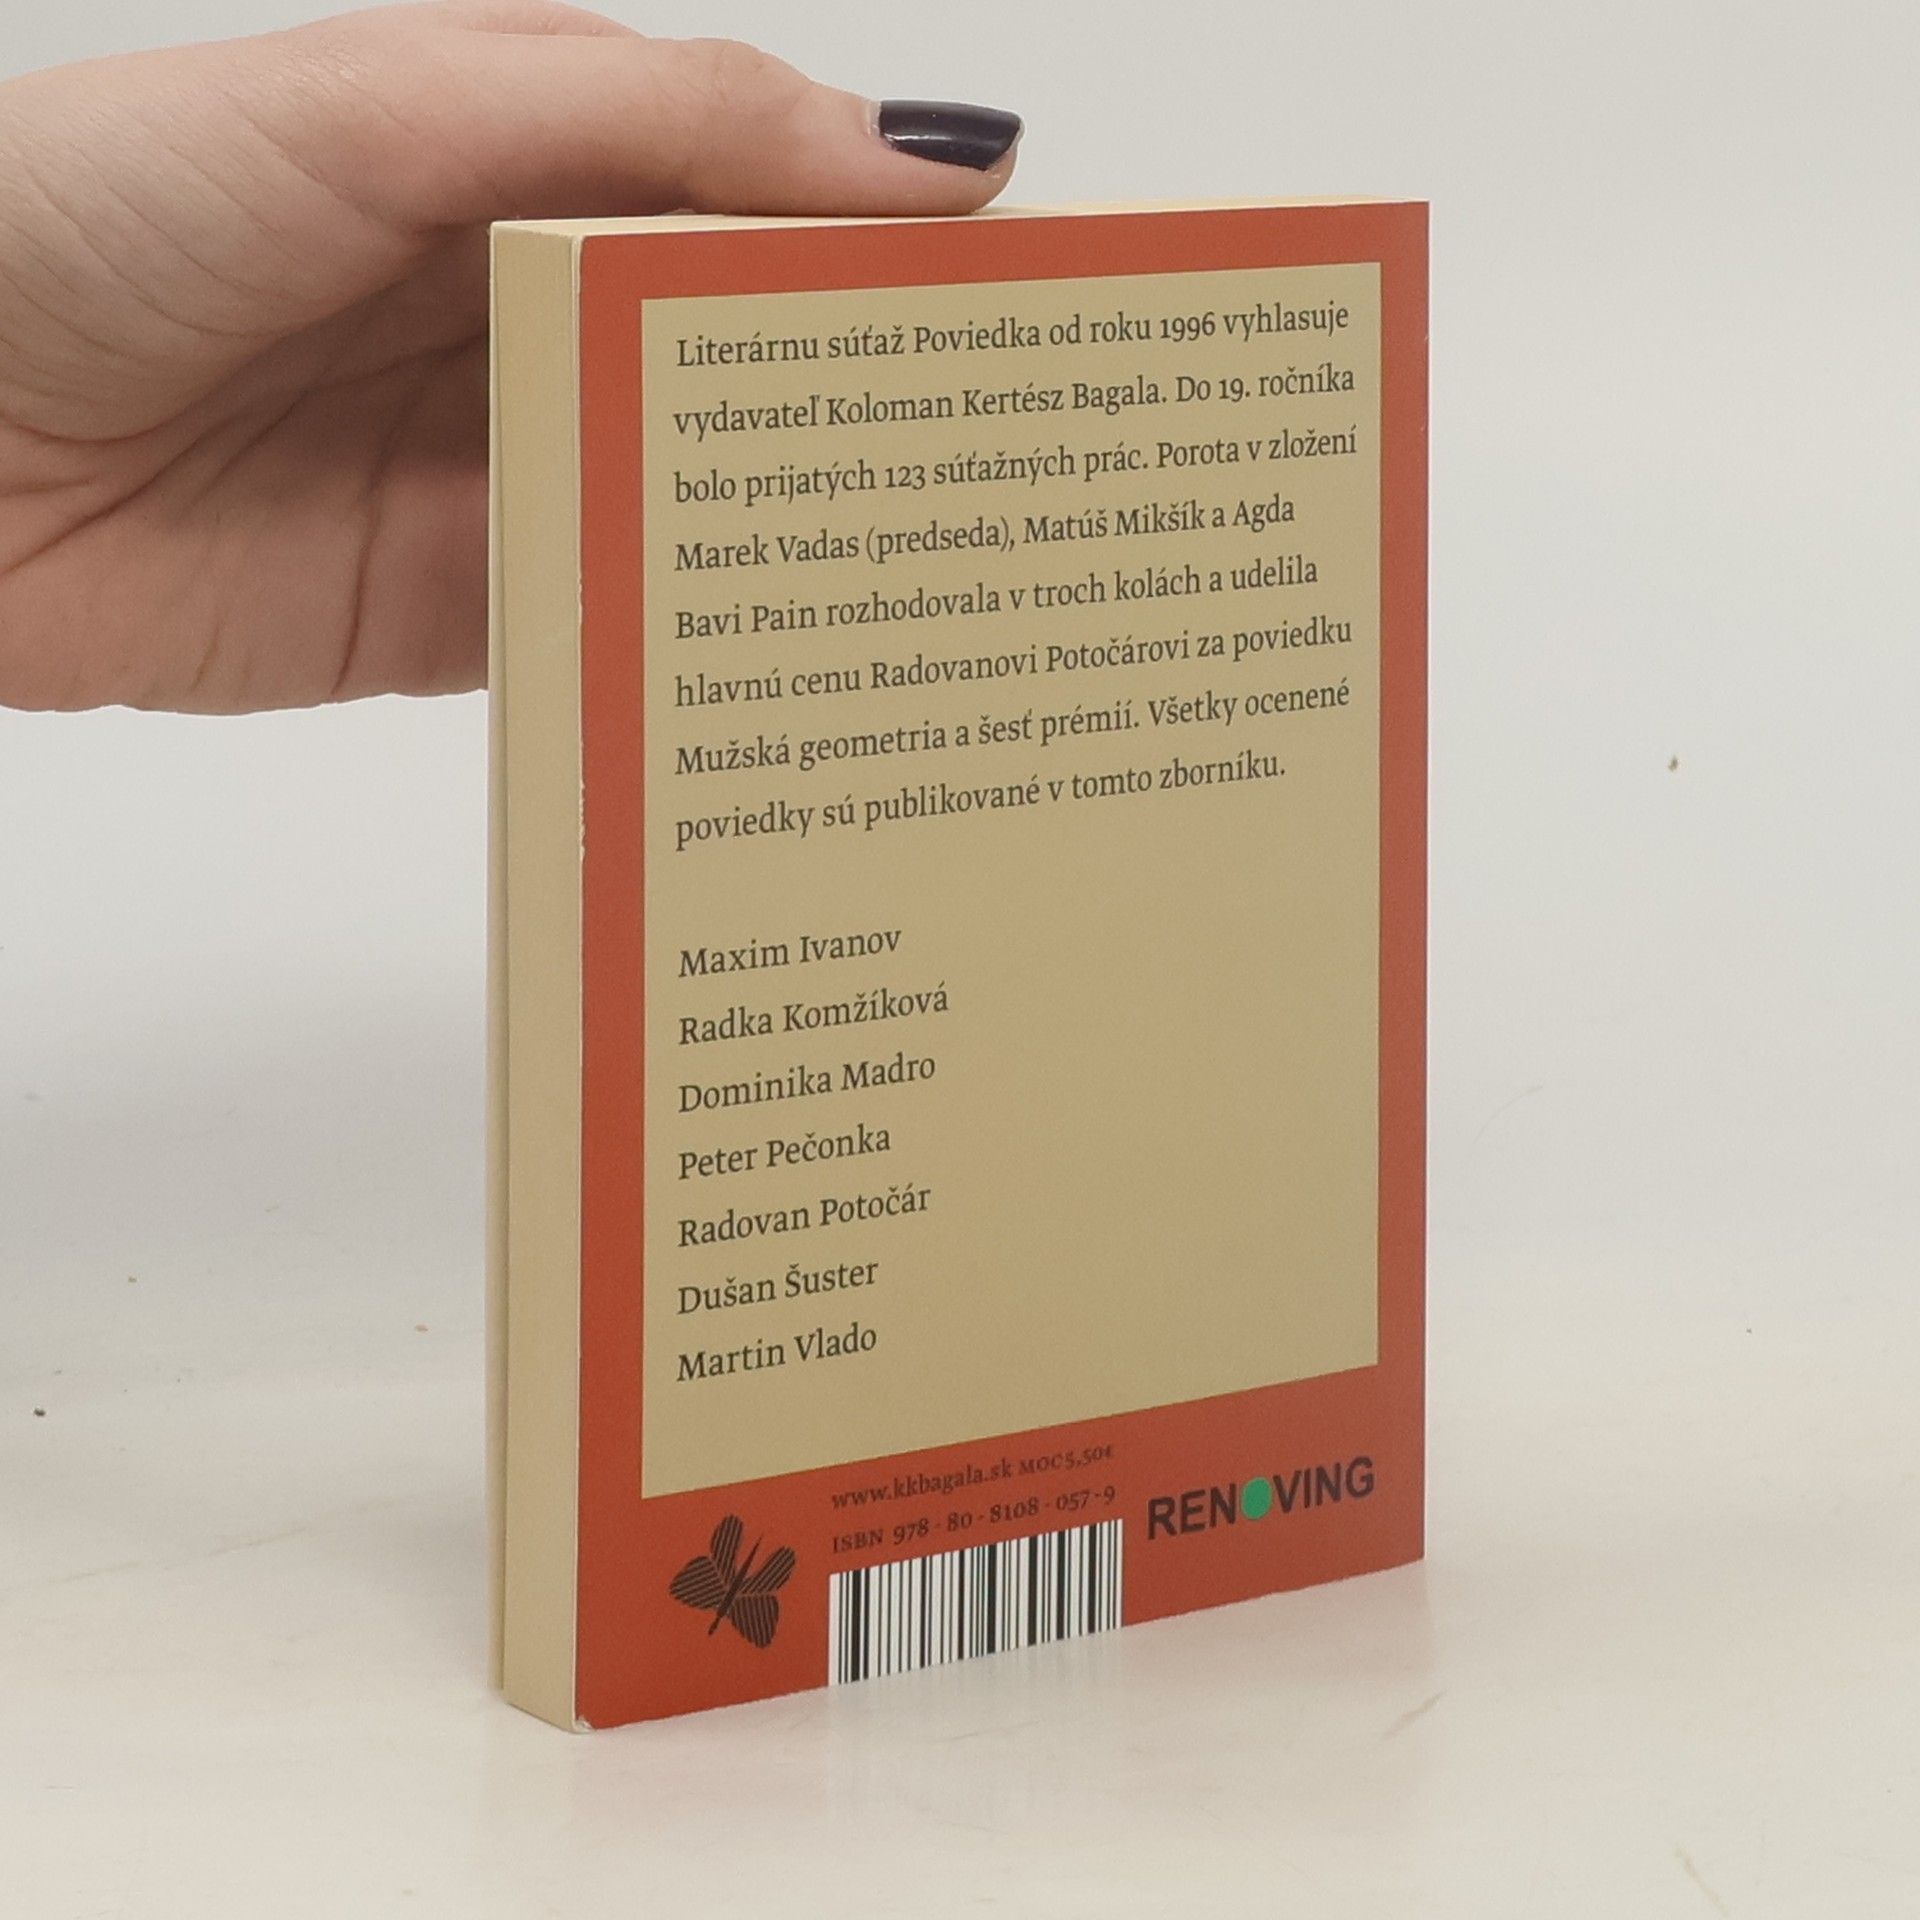 Literárnu súťaž Poviedka od roku 1996 vyhlasuje
vydavateľ Koloman Kertész Bagala. Do 19. ročníka
bolo prijatých 123 súťažných prác. Porota v zložení
Marek Vadas (predseda), Matúš Mikšík a Agda
Bavi Pain rozhodovala v troch kolách a udelila
hlavnú cenu Radovanovi Potočárovi za poviedku
Mužská geometria a šesť prémií. Všetky ocenené
poviedky sú publikované v tomto zborníku.
Maxim Ivanov
Radka Komžíková
Dominika Madro
Peter Pečonka
Radovan Potočár
Dušan Šuster
Martin Vlado
www.kkbagala.sk MOC 5,50€
ISBN 978-80-8108-057-9
RENOVING